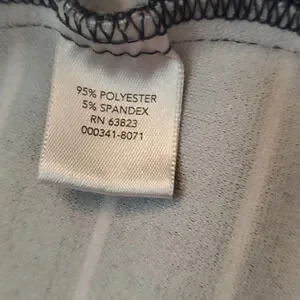 95% POLYESTER
5% SPANDEX
RN 63823
000341-8071